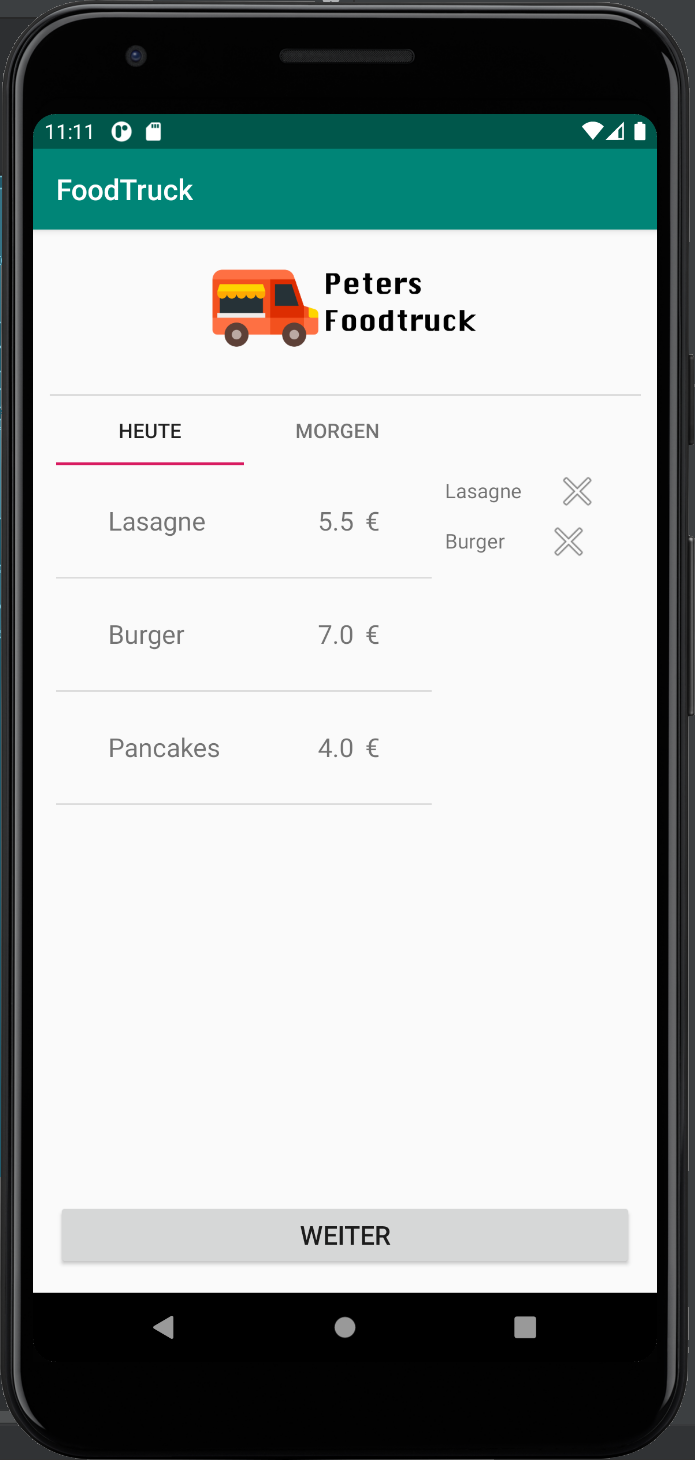 11:11
FoodTruck
Peters
Foodtruck
HEUTE MORGEN
Lasagne 5.5 €
Burger 7.0 €
Pancakes 4.0 €
Lasagne
Burger
WEITER